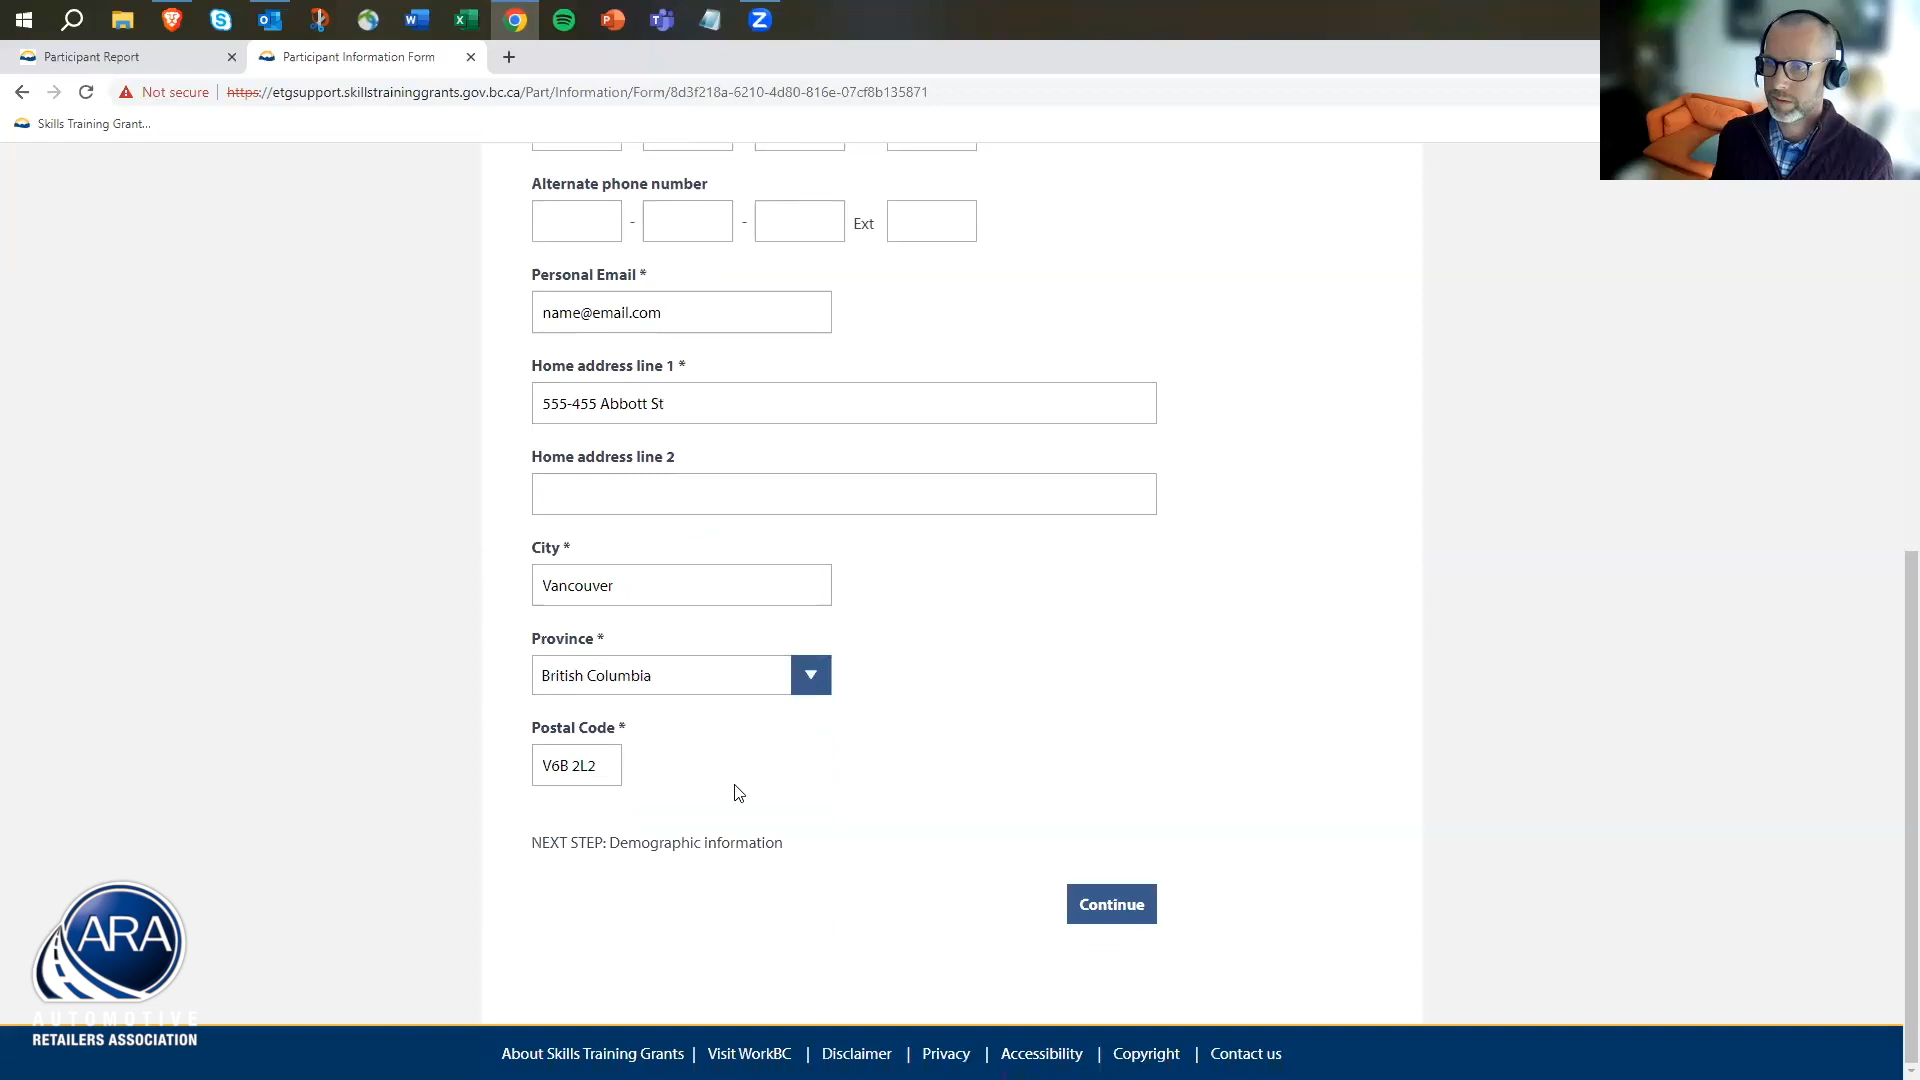 Participant Report
Participant Information Form
Not secure
https://etgsupport.skillstraininggrants.gov.bc.ca/Part/Information/Form/8d3f218a-6210-4d80-816e-07cf8b135871
Skills Training Grant...
Alternate phone number
- - Ext
Personal Email *
name@email.com
Home address line 1 *
555-455 Abbott St
Home address line 2
City *
Vancouver
Province *
British Columbia
Postal Code *
V6B 2L2
NEXT STEP: Demographic information
Continue
ARA
AUTOMOTIVE
RETAILERS ASSOCIATION
About Skills Training Grants | Visit WorkBC | Disclaimer | Privacy | Accessibility | Copyright | Contact us